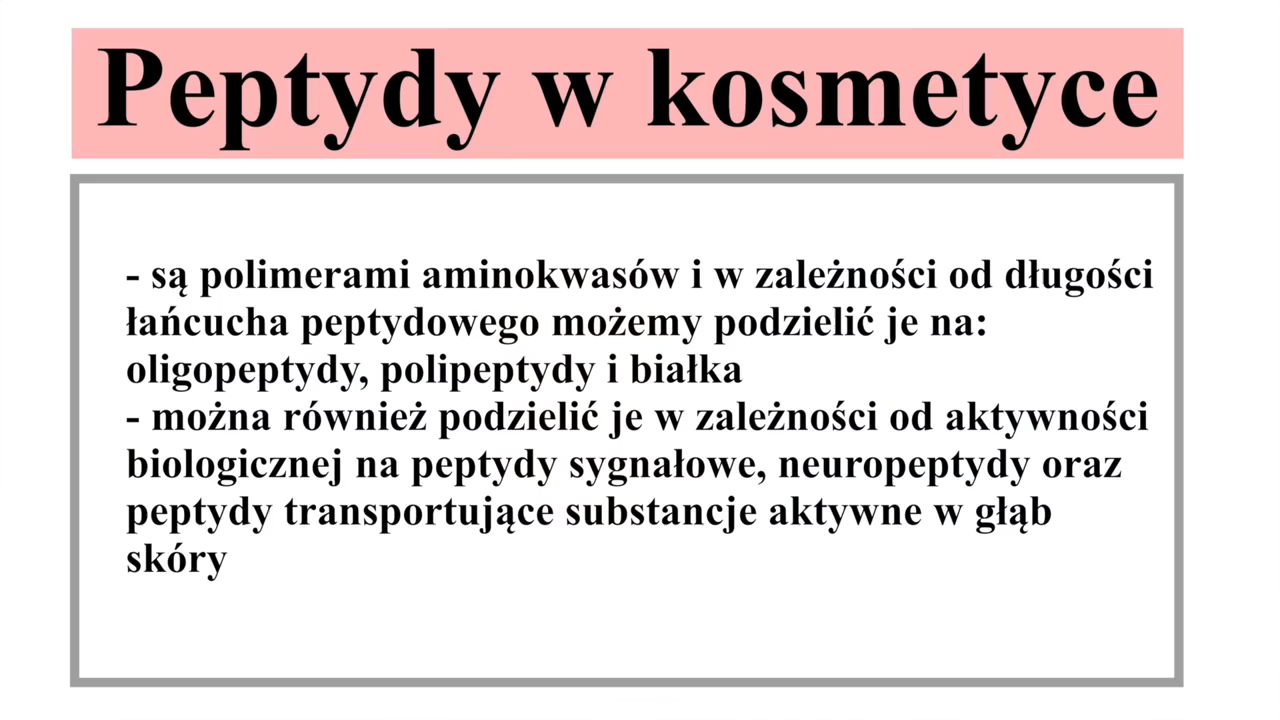 Peptydy w kosmetyce
- są polimerami aminokwasów i w zależności od długości
łańcucha peptydowego możemy podzielić je na:
oligopeptydy, polipeptydy i białka
- można również podzielić je w zależności od aktywności
biologicznej na peptydy sygnałowe, neuropeptydy oraz
peptydy transportujące substancje aktywne w głąb
skóry